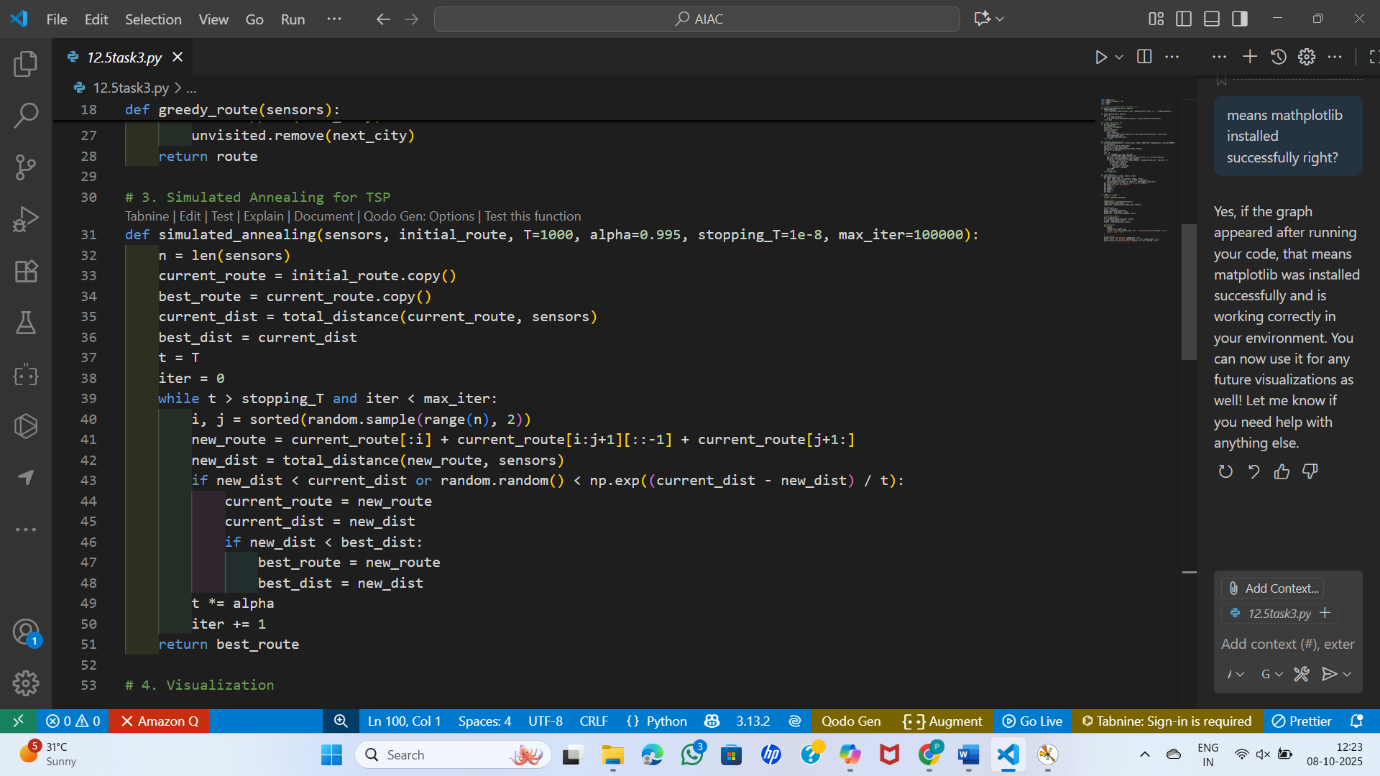 File Edit Selection View Go Run ··· AIAC
12.5task3.py
12.5task3.py > ...
18 def greedy_route(sensors):
27 unvisited.remove(next_city)
28 return route
29
30 # 3. Simulated Annealing for TSP
Tabnine | Edit | Test | Explain | Document | Qodo Gen: Options | Test this function
31 def simulated_annealing(sensors, initial_route, T=1000, alpha=0.995, stopping_T=1e-8, max_iter=100000):
32 n = len(sensors)
33 current_route = initial_route.copy()
34 best_route = current_route.copy()
35 current_dist = total_distance(current_route, sensors)
36 best_dist = current_dist
37 t = T
38 iter = 0
39 while t > stopping_T and iter < max_iter:
40 i, j = sorted(random.sample(range(n), 2))
41 new_route = current_route[:i] + current_route[i:j+1][::-1] + current_route[j+1:]
42 new_dist = total_distance(new_route, sensors)
43 if new_dist < current_dist or random.random() < np.exp((current_dist - new_dist) / t):
44 current_route = new_route
45 current_dist = new_dist
46 if new_dist < best_dist:
47 best_route = new_route
48 best_dist = new_dist
49 t *= alpha
50 iter += 1
51 return best_route
52
53 # 4. Visualization
means mathplotlib
installed
successfully right?
Yes, if the graph
appeared after running
your code, that means
matplotlib was installed
successfully and is
working correctly in
your environment. You
can now use it for any
future visualizations as
well! Let me know if
you need help with
anything else.
Add Context...
12.5task3.py +
Add context (#), exter
G
1
0 0 Amazon Q Ln 100, Col 1 Spaces: 4 UTF-8 CRLF {} Python 3.13.2 Qodo Gen {··} Augment Go Live Tabnine: Sign-in is required Prettier
5 31°C
Sunny
Search
3
P
ENG
IN
12:23
08-10-2025